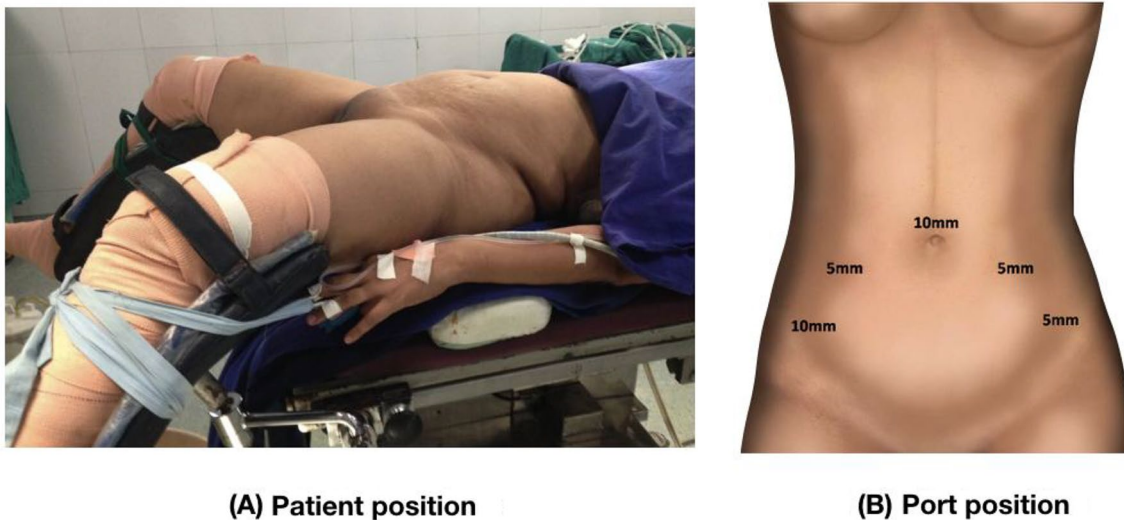 10mm
5mm
5mm
10mm
5mm
(A) Patient position
(B) Port position